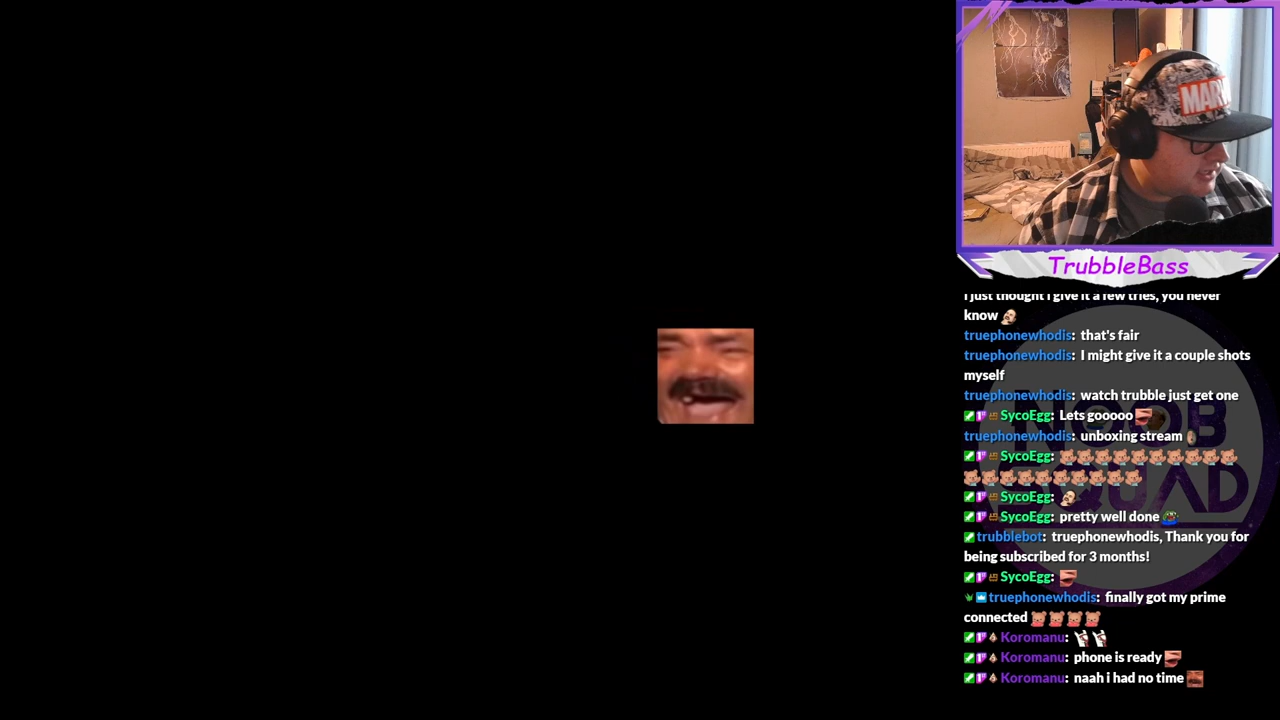 MARV
TrubbleBass
I just thought I give it a few tries, you never
know
truephonewhodis: that's fair
truephonewhodis: I might give it a couple shots
myself
truephonewhodis: watch trubble just get one
SycoEgg: Lets gooooo
truephonewhodis: unboxing stream
SycoEgg:
SycoEgg:
SycoEgg: pretty well done
trubblebot: truephonewhodis, Thank you for
being subscribed for 3 months!
SycoEgg:
truephonewhodis: finally got my prime
connected
Koromanu:
Koromanu: phone is ready
Koromanu: naah i had no time
NOOB
SQUAD